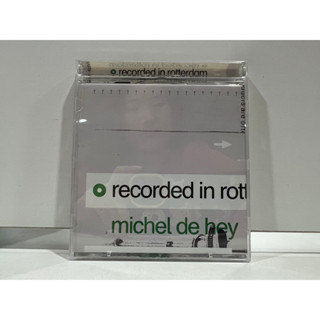 recorded in rotterdam
recorded in rott
michel de hey